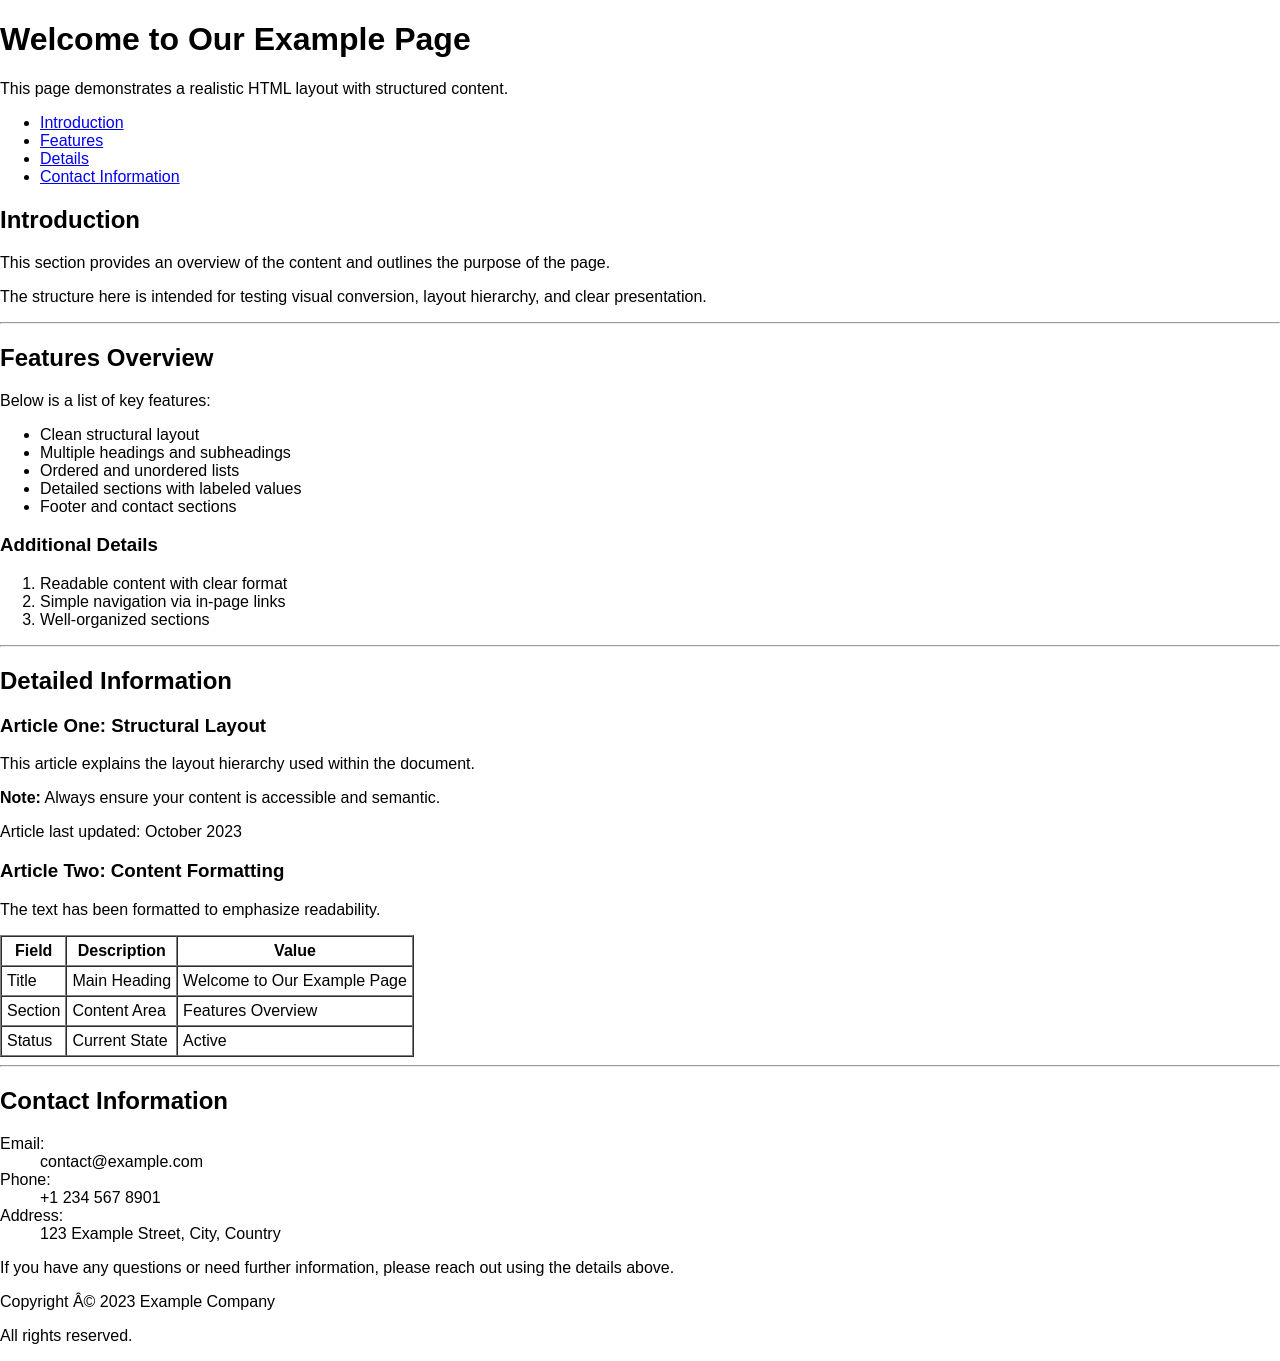 Welcome to Our Example Page
This page demonstrates a realistic HTML layout with structured content.
Introduction
Features
Details
Contact Information
Introduction
This section provides an overview of the content and outlines the purpose of the page.
The structure here is intended for testing visual conversion, layout hierarchy, and clear presentation.
Features Overview
Below is a list of key features:
Clean structural layout
Multiple headings and subheadings
Ordered and unordered lists
Detailed sections with labeled values
Footer and contact sections
Additional Details
1. Readable content with clear format
2. Simple navigation via in-page links
3. Well-organized sections
Detailed Information
Article One: Structural Layout
This article explains the layout hierarchy used within the document.
Note: Always ensure your content is accessible and semantic.
Article last updated: October 2023
Article Two: Content Formatting
The text has been formatted to emphasize readability.
Field Description Value
Title Main Heading Welcome to Our Example Page
Section Content Area Features Overview
Status Current State Active
Contact Information
Email:
contact@example.com
Phone:
+1 234 567 8901
Address:
123 Example Street, City, Country
If you have any questions or need further information, please reach out using the details above.
Copyright Â© 2023 Example Company
All rights reserved.